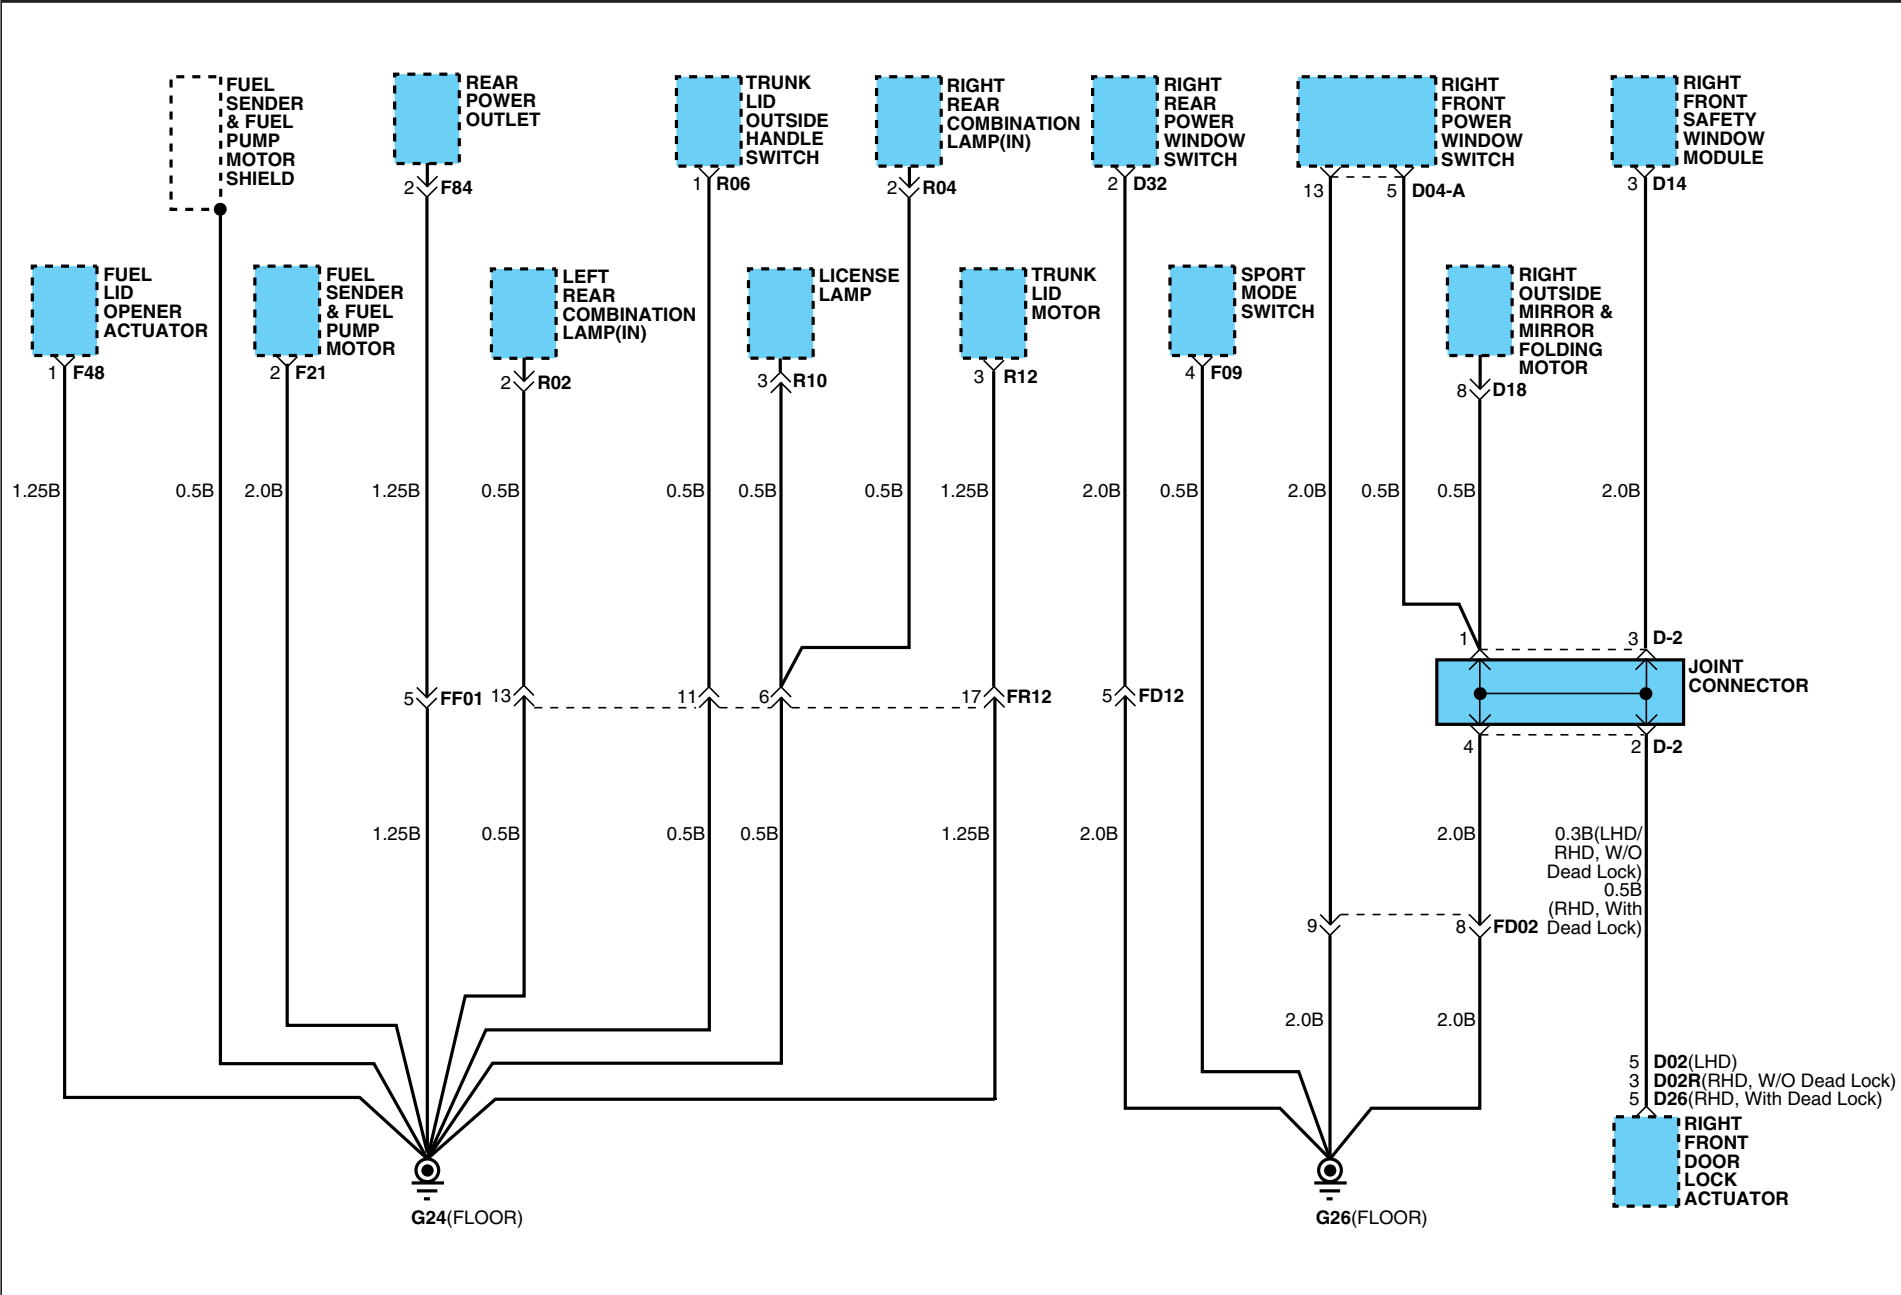 FUEL
SENDER
& FUEL
PUMP
MOTOR
SHIELD
REAR
POWER
OUTLET
2 F84
TRUNK
LID
OUTSIDE
HANDLE
SWITCH
1 R06
RIGHT
REAR
COMBINATION
LAMP(IN)
2 R04
RIGHT
REAR
POWER
WINDOW
SWITCH
2 D32
RIGHT
FRONT
POWER
WINDOW
SWITCH
13 5 D04-A
RIGHT
FRONT
SAFETY
WINDOW
MODULE
3 D14
FUEL
LID
OPENER
ACTUATOR
1 F48
FUEL
SENDER
& FUEL
PUMP
MOTOR
2 F21
LEFT
REAR
COMBINATION
LAMP(IN)
2 R02
LICENSE
LAMP
3 R10
TRUNK
LID
MOTOR
3 R12
SPORT
MODE
SWITCH
4 F09
RIGHT
OUTSIDE
MIRROR &
MIRROR
FOLDING
MOTOR
8 D18
1.25B 0.5B 2.0B 1.25B 0.5B 0.5B 0.5B 0.5B 1.25B 2.0B 0.5B 2.0B 0.5B 0.5B 2.0B
1 3 D-2
JOINT
CONNECTOR
5 FF01 13 11 6 17 FR12 5 FD12
4 2 D-2
1.25B 0.5B 0.5B 0.5B 1.25B 2.0B 2.0B
0.3B(LHD/
RHD, W/O
Dead Lock)
0.5B
(RHD, With
Dead Lock)
9 8 FD02
2.0B 2.0B
5 D02(LHD)
3 D02R(RHD, W/O Dead Lock)
5 D26(RHD, With Dead Lock)
RIGHT
FRONT
DOOR
LOCK
ACTUATOR
G24(FLOOR)
G26(FLOOR)